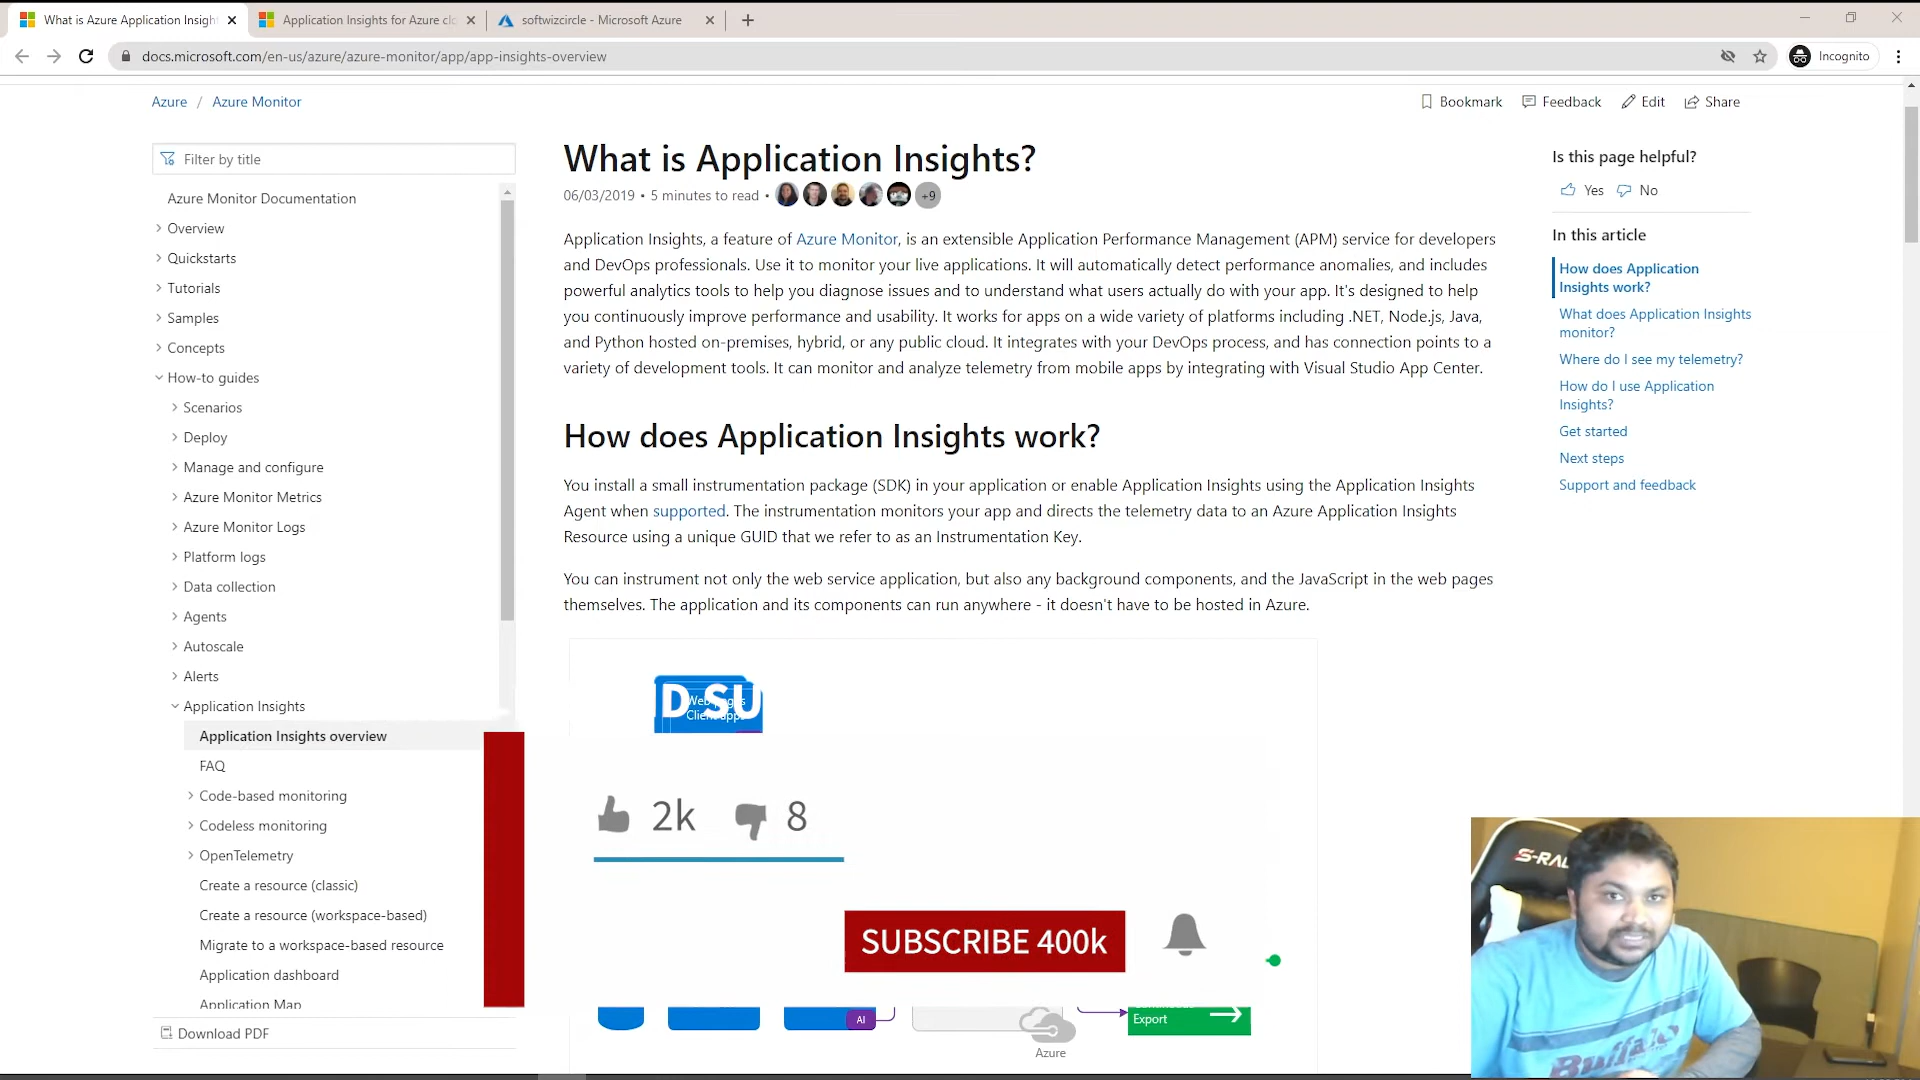 What is Azure Application Insigh
Application Insights for Azure clo
softwizcircle - Microsoft Azure
docs.microsoft.com/en-us/azure/azure-monitor/app/app-insights-overview
Incognito
Azure / Azure Monitor
Bookmark
Feedback
Edit
Share
Filter by title
Azure Monitor Documentation
Overview
Quickstarts
Tutorials
Samples
Concepts
How-to guides
Scenarios
Deploy
Manage and configure
Azure Monitor Metrics
Azure Monitor Logs
Platform logs
Data collection
Agents
Autoscale
Alerts
Application Insights
Application Insights overview
FAQ
Code-based monitoring
Codeless monitoring
OpenTelemetry
Create a resource (classic)
Create a resource (workspace-based)
Migrate to a workspace-based resource
Application dashboard
Application Map
Download PDF
What is Application Insights?
06/03/2019 • 5 minutes to read •
+9
Application Insights, a feature of Azure Monitor, is an extensible Application Performance Management (APM) service for developers
and DevOps professionals. Use it to monitor your live applications. It will automatically detect performance anomalies, and includes
powerful analytics tools to help you diagnose issues and to understand what users actually do with your app. It's designed to help
you continuously improve performance and usability. It works for apps on a wide variety of platforms including .NET, Node.js, Java,
and Python hosted on-premises, hybrid, or any public cloud. It integrates with your DevOps process, and has connection points to a
variety of development tools. It can monitor and analyze telemetry from mobile apps by integrating with Visual Studio App Center.
How does Application Insights work?
You install a small instrumentation package (SDK) in your application or enable Application Insights using the Application Insights
Agent when supported. The instrumentation monitors your app and directs the telemetry data to an Azure Application Insights
Resource using a unique GUID that we refer to as an Instrumentation Key.
You can instrument not only the web service application, but also any background components, and the JavaScript in the web pages
themselves. The application and its components can run anywhere - it doesn't have to be hosted in Azure.
D SU
Client apps
2k
8
SUBSCRIBE 400k
AI
Export
Azure
Is this page helpful?
Yes
No
In this article
How does Application
Insights work?
What does Application Insights
monitor?
Where do I see my telemetry?
How do I use Application
Insights?
Get started
Next steps
Support and feedback
S-RAC
Buffalo